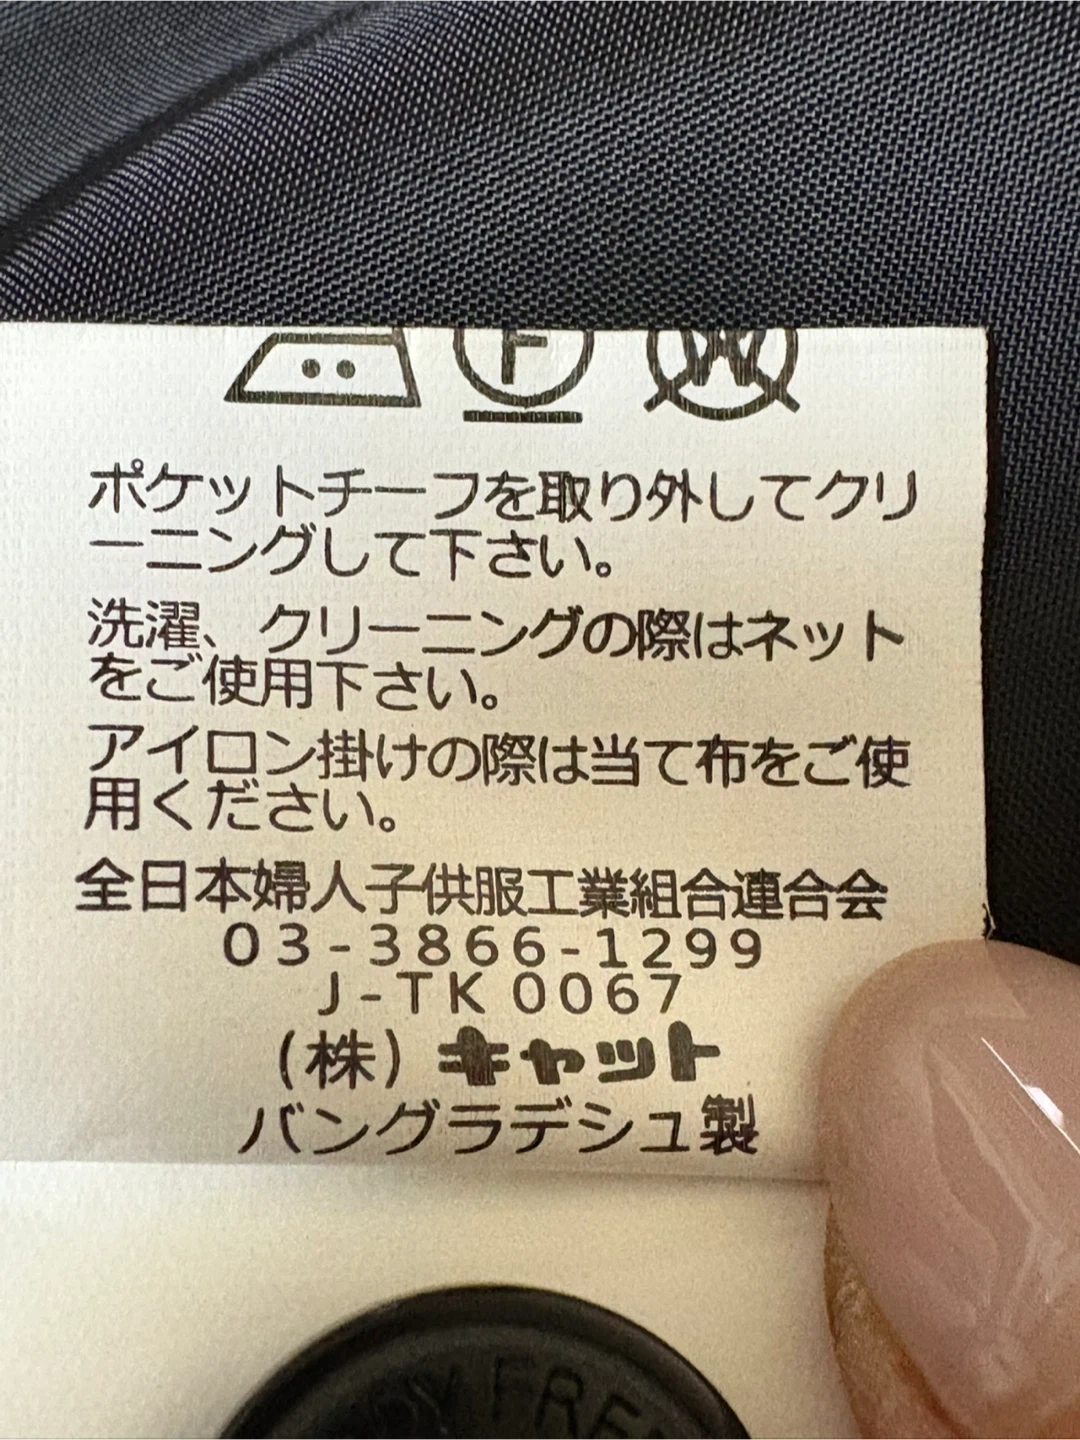 F
W
ポケットチーフを取り外してクリ
ーニングして下さい。
洗濯、クリーニングの際はネット
をご使用下さい。
アイロン掛けの際は当て布をご使
用ください。
全日本婦人子供服工業組合連合会
03-3866-1299
J-TK0067
(株)キャット
バングラデシュ製